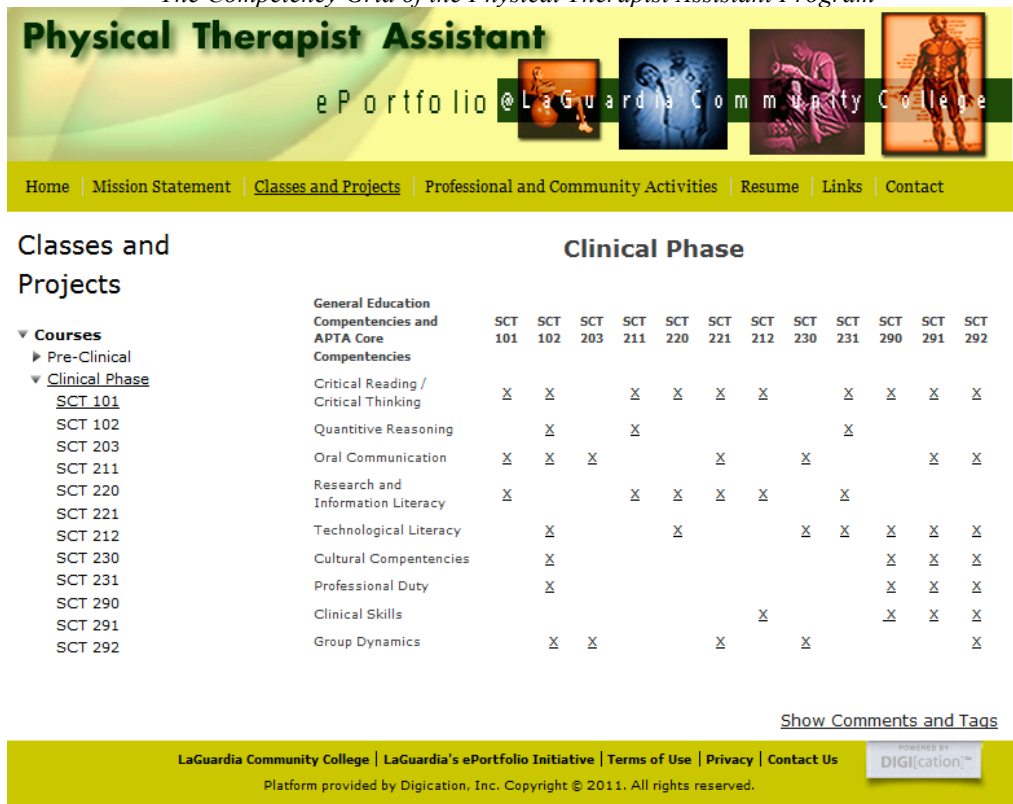 The Competency Grid of the Physical Therapist Assistant Program
Physical Therapist Assistant
ePortfolio @ LaGuardia Community College
Home | Mission Statement | Classes and Projects | Professional and Community Activities | Resume | Links | Contact
Classes and
Projects
Courses
Pre-Clinical
Clinical Phase
SCT 101
SCT 102
SCT 203
SCT 211
SCT 220
SCT 221
SCT 212
SCT 230
SCT 231
SCT 290
SCT 291
SCT 292
Clinical Phase
General Education
Compentencies and SCT SCT SCT SCT SCT SCT SCT SCT SCT SCT SCT SCT
APTA Core 101 102 203 211 220 221 212 230 231 290 291 292
Compentencies
Critical Reading /
Critical Thinking X X X X X X X X X X
Quantitive Reasoning X X X
Oral Communication X X X X X X X
Research and
Information Literacy X X X X X X
Technological Literacy X X X X X X X
Cultural Compentencies X X X X
Professional Duty X X X X
Clinical Skills X X X X
Group Dynamics X X X X X
Show Comments and Tags
LaGuardia Community College | LaGuardia's ePortfolio Initiative | Terms of Use | Privacy | Contact Us
Platform provided by Digication, Inc. Copyright © 2011. All rights reserved.
POWERED BY
DIGI[cation]™